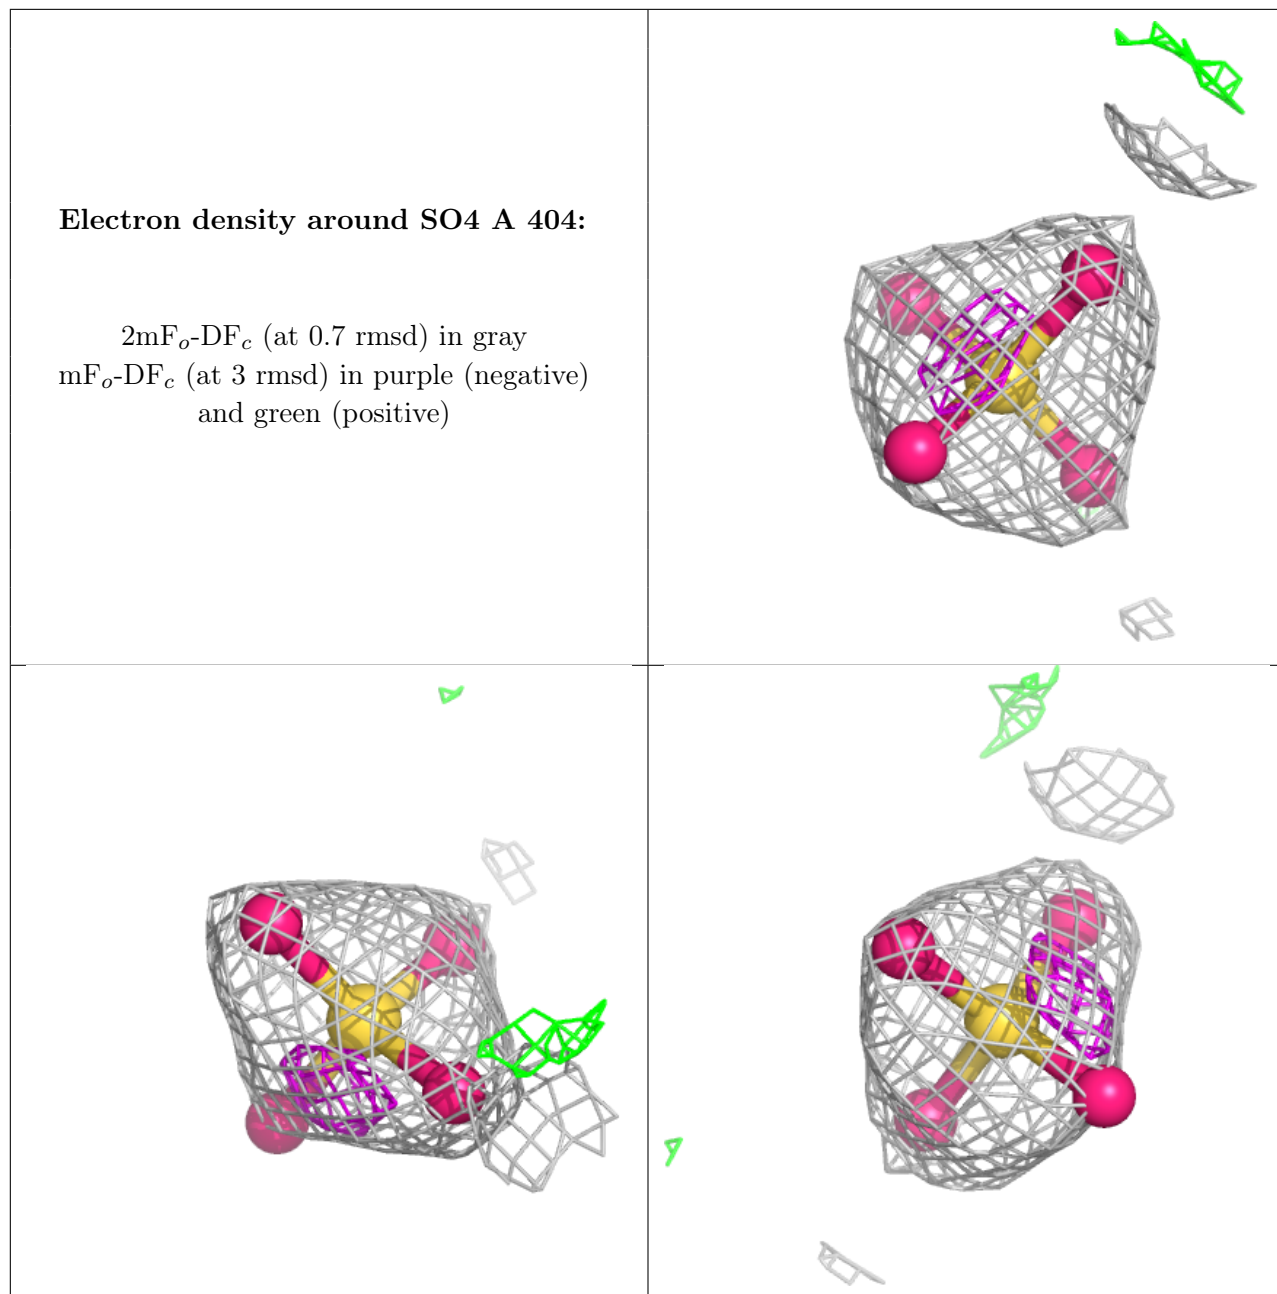 Electron density around SO4 A 404:
2mFₒ-DF𝒸 (at 0.7 rmsd) in gray
mFₒ-DF𝒸 (at 3 rmsd) in purple (negative)
and green (positive)